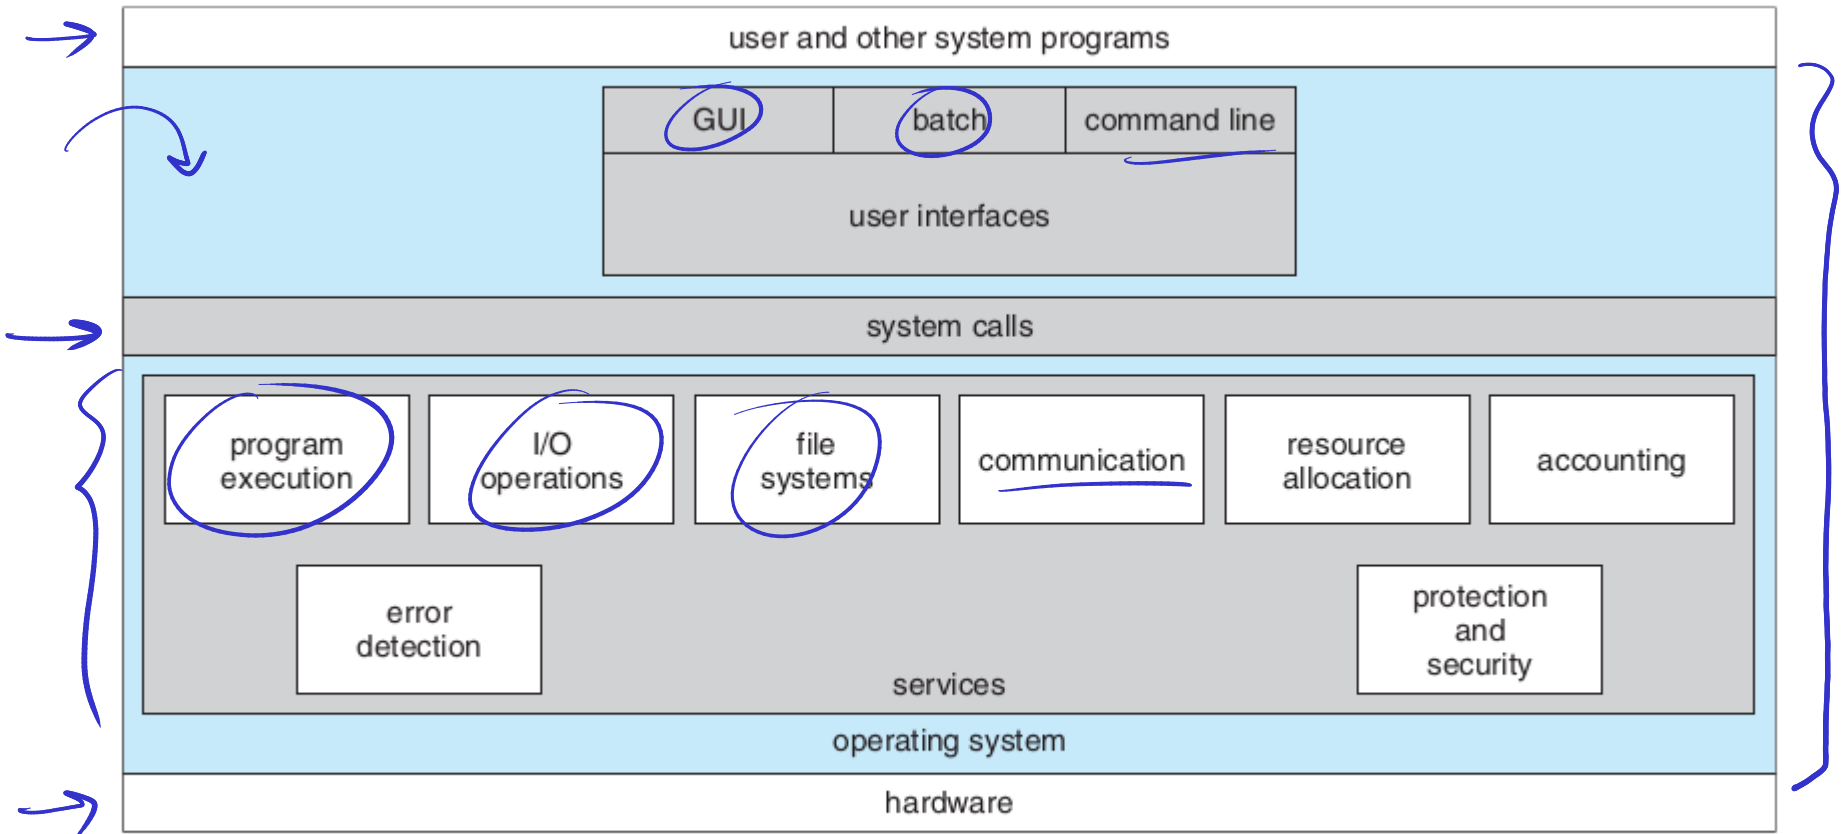 user and other system programs
GUI batch command line
user interfaces
system calls
program
execution
I/O
operations
file
systems
communication
resource
allocation
accounting
error
detection
protection
and
security
services
operating system
hardware